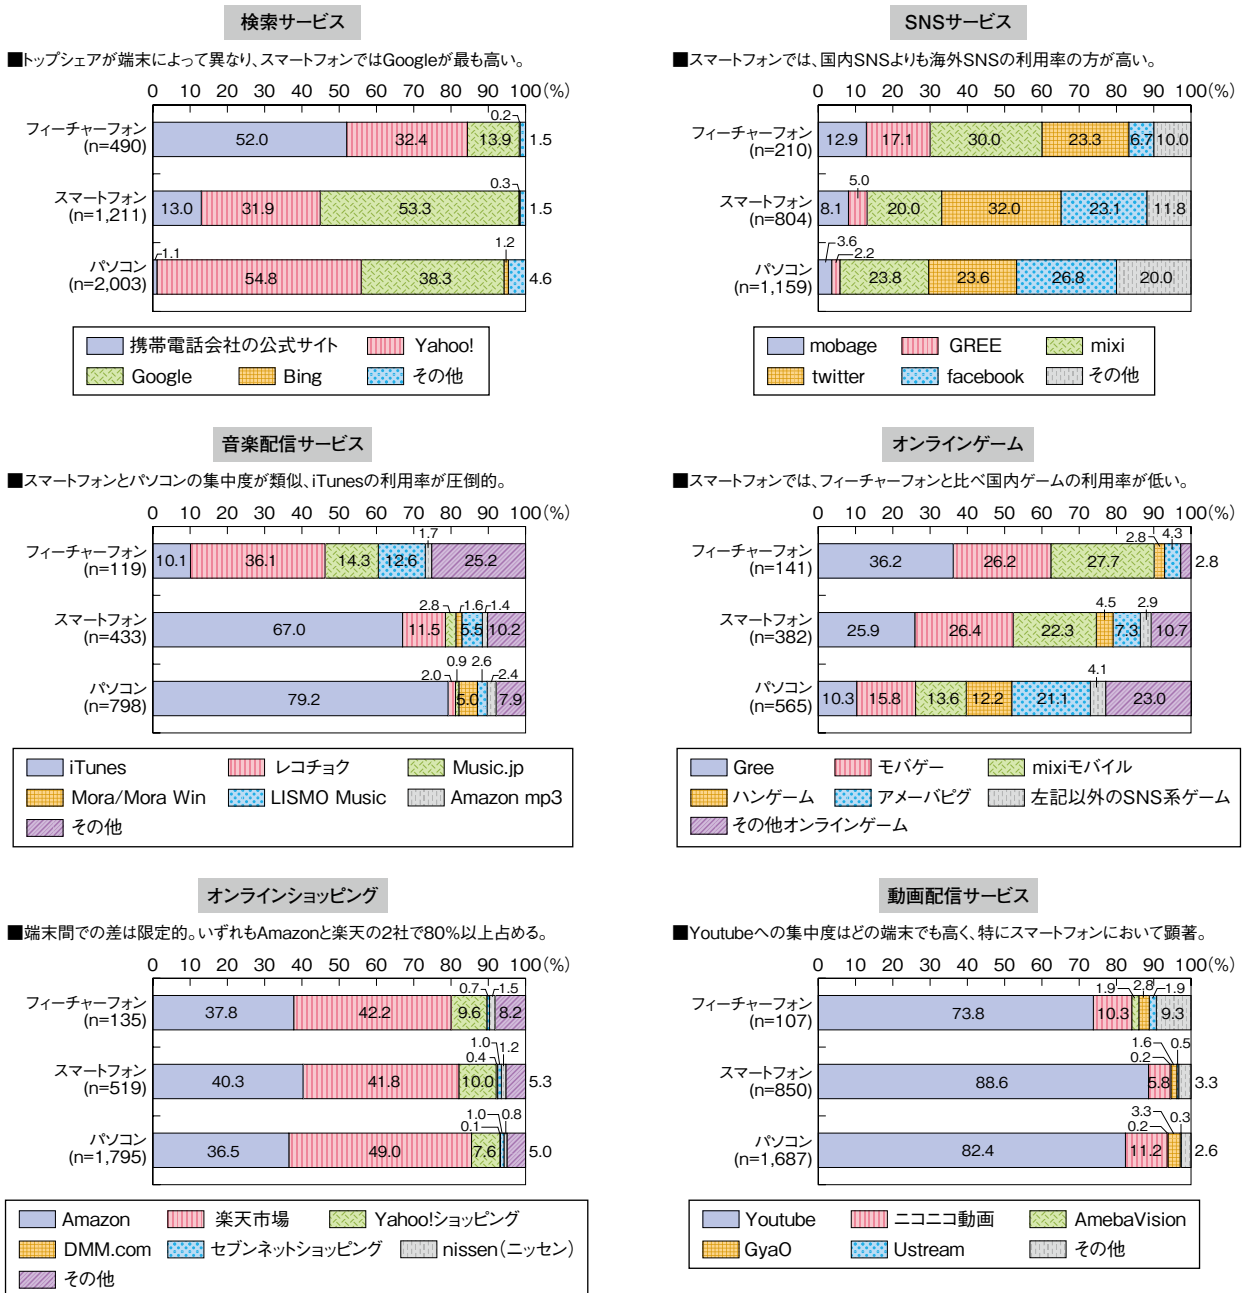 検索サービス
■トップシェアが端末によって異なり、スマートフォンではGoogleが最も高い。
0 10 20 30 40 50 60 70 80 90 100(%)
0.2
フィーチャーフォン
(n=490)
52.0 32.4 13.9 1.5
0.3
スマートフォン
(n=1,211)
13.0 31.9 53.3 1.5
1.1 1.2
パソコン
(n=2,003)
54.8 38.3 4.6
携帯電話会社の公式サイト Yahoo!
Google Bing その他
SNSサービス
■スマートフォンでは、国内SNSよりも海外SNSの利用率の方が高い。
0 10 20 30 40 50 60 70 80 90 100(%)
フィーチャーフォン
(n=210)
12.9 17.1 30.0 23.3 6.7 10.0
5.0
スマートフォン
(n=804)
8.1 20.0 32.0 23.1 11.8
3.6
2.2
パソコン
(n=1,159)
23.8 23.6 26.8 20.0
mobage GREE mixi
twitter facebook その他
音楽配信サービス
■スマートフォンとパソコンの集中度が類似、iTunesの利用率が圧倒的。
0 10 20 30 40 50 60 70 80 90 100(%)
1.7
フィーチャーフォン
(n=119)
10.1 36.1 14.3 12.6 25.2
2.8 1.6 1.4
スマートフォン
(n=433)
67.0 11.5 5.5 10.2
2.0 0.9 2.6 2.4
パソコン
(n=798)
79.2 5.0 7.9
iTunes レコチョク Music.jp
Mora/Mora Win LISMO Music Amazon mp3
その他
オンラインゲーム
■スマートフォンでは、フィーチャーフォンと比べ国内ゲームの利用率が低い。
0 10 20 30 40 50 60 70 80 90 100(%)
2.8 4.3
フィーチャーフォン
(n=141)
36.2 26.2 27.7 2.8
4.5 2.9
スマートフォン
(n=382)
25.9 26.4 22.3 7.3 10.7
4.1
パソコン
(n=565)
10.3 15.8 13.6 12.2 21.1 23.0
Gree モバゲー mixiモバイル
ハンゲーム アメーバピグ 左記以外のSNS系ゲーム
その他オンラインゲーム
オンラインショッピング
■端末間での差は限定的。いずれもAmazonと楽天の2社で80%以上占める。
0 10 20 30 40 50 60 70 80 90 100(%)
0.7 1.5
フィーチャーフォン
(n=135)
37.8 42.2 9.6 8.2
1.0 1.2
0.4
スマートフォン
(n=519)
40.3 41.8 10.0 5.3
1.0 0.8
0.1
パソコン
(n=1,795)
36.5 49.0 7.6 5.0
Amazon 楽天市場 Yahoo!ショッピング
DMM.com セブンネットショッピング nissen(ニッセン)
その他
動画配信サービス
■Youtubeへの集中度はどの端末でも高く、特にスマートフォンにおいて顕著。
0 10 20 30 40 50 60 70 80 90 100(%)
1.9 2.8 1.9
フィーチャーフォン
(n=107)
73.8 10.3 9.3
1.6 0.5
0.2
スマートフォン
(n=850)
88.6 5.8 3.3
3.3 0.3
0.2
パソコン
(n=1,687)
82.4 11.2 2.6
Youtube ニコニコ動画 AmebaVision
GyaO Ustream その他